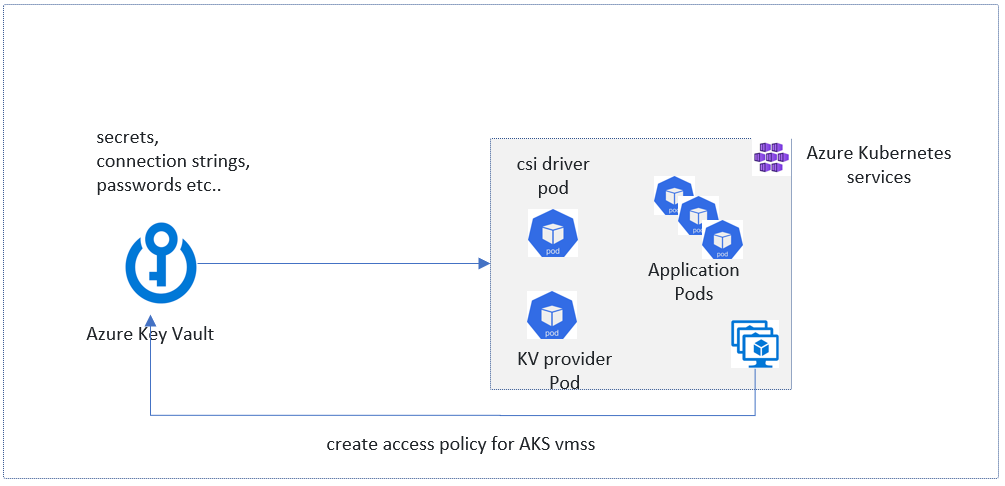 secrets,
connection strings,
passwords etc..
Azure Key Vault
csi driver
pod
pod
KV provider
Pod
pod
pod
pod
pod
Application
Pods
Azure Kubernetes
services
create access policy for AKS vmss